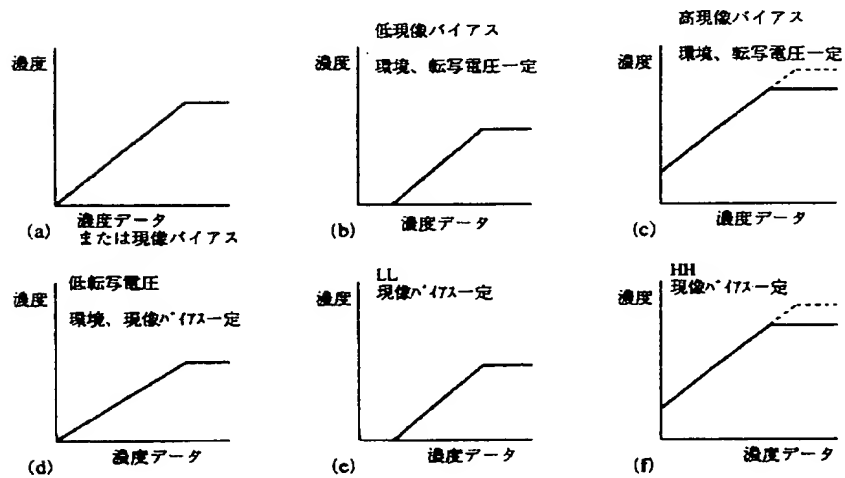 濃度
濃度データ
または現像バイアス
(a)
低現像バイアス
環境、転写電圧一定
濃度
濃度データ
(b)
高現像バイアス
環境、転写電圧一定
濃度
濃度データ
(c)
低転写電圧
環境、現像バイアス一定
濃度
濃度データ
(d)
LL
現像バイアス一定
濃度
濃度データ
(e)
HH
現像バイアス一定
濃度
濃度データ
(f)